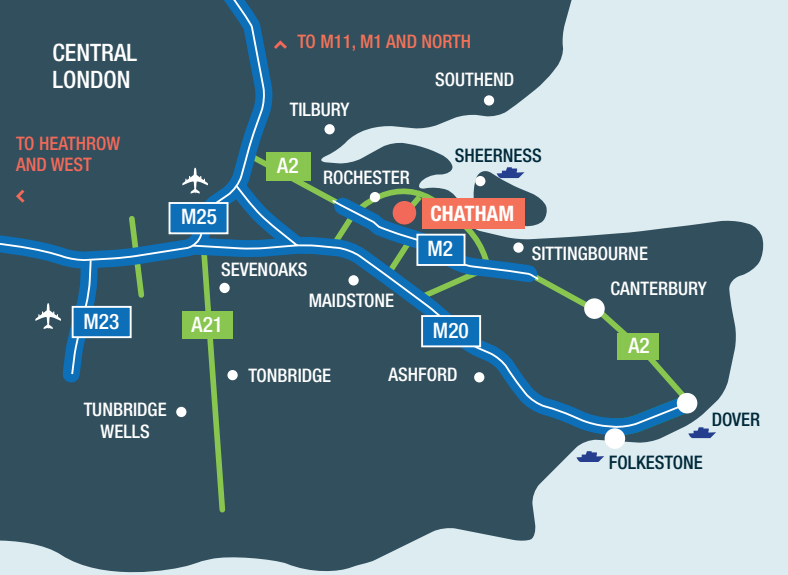 TO M11, M1 AND NORTH
CENTRAL
LONDON
SOUTHEND
TILBURY
TO HEATHROW
AND WEST
A2
SHEERNESS
ROCHESTER
M25
CHATHAM
M2
SITTINGBOURNE
SEVENOAKS
CANTERBURY
MAIDSTONE
M23
A21
M20
A2
ASHFORD
TONBRIDGE
TUNBRIDGE
WELLS
DOVER
FOLKESTONE